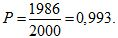 P = 1986/2000 = 0,993.